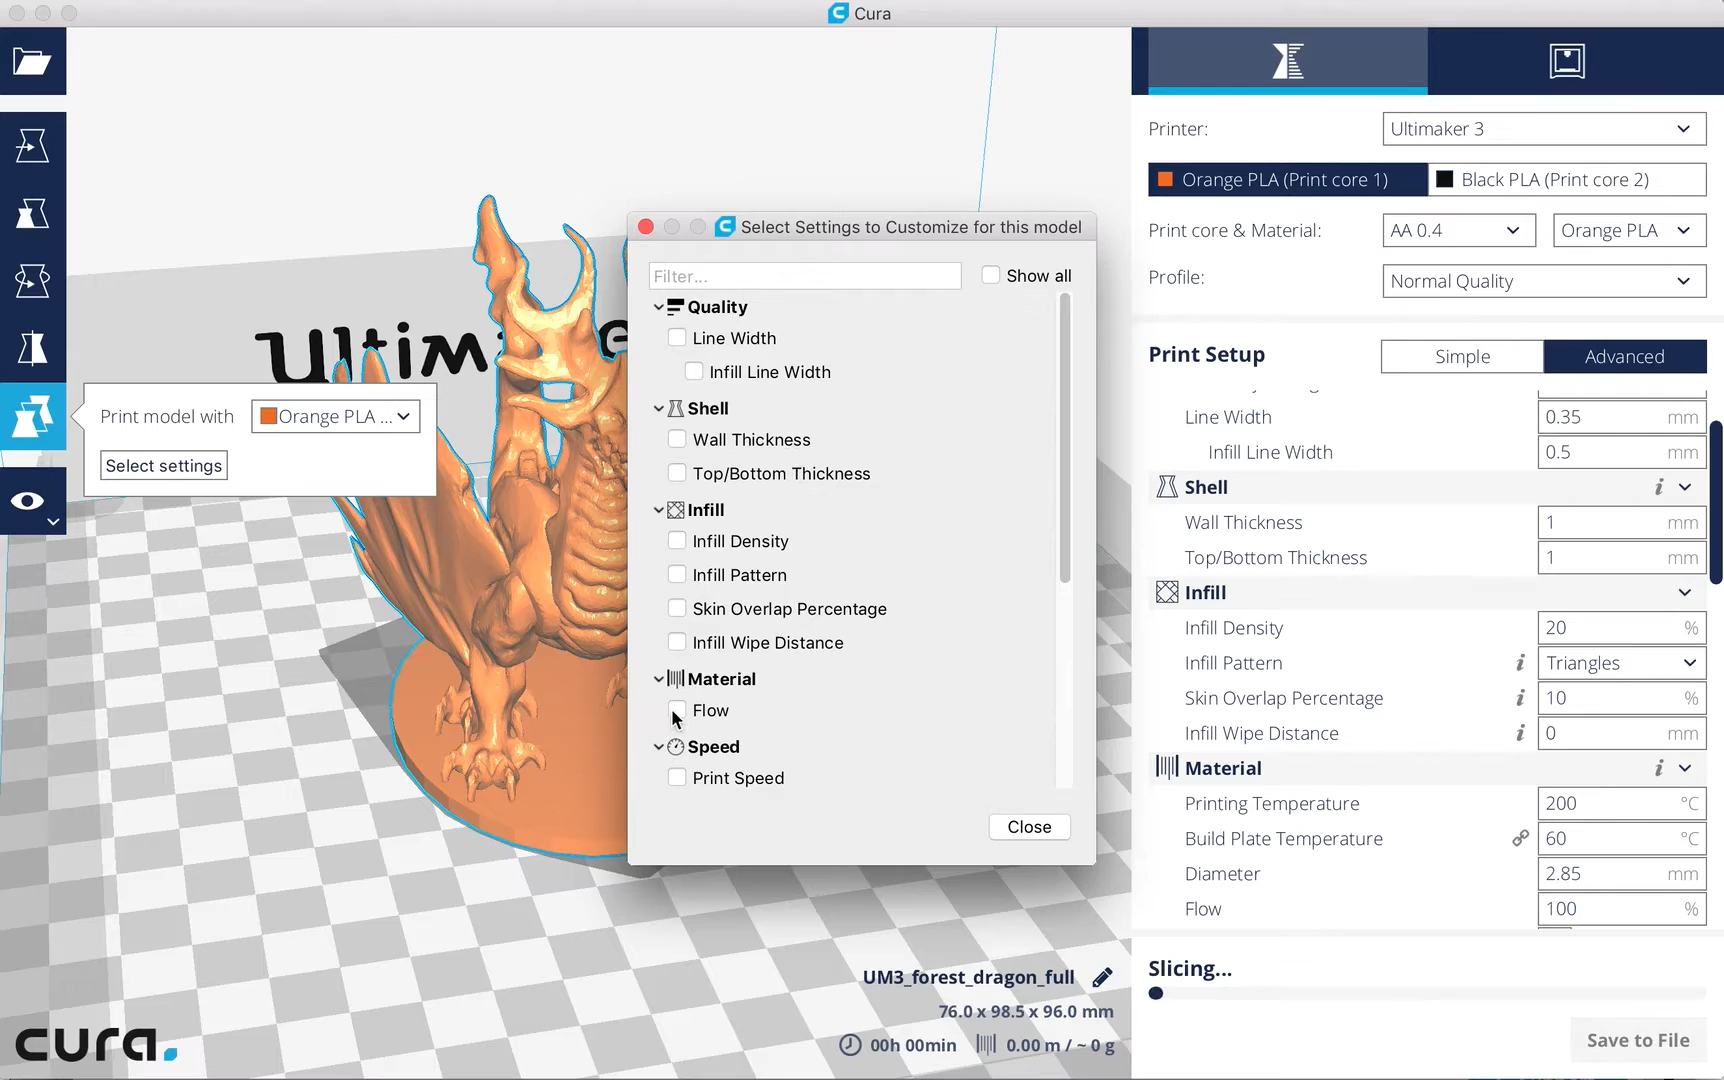 Cura
Printer:
Ultimaker 3
Orange PLA (Print core 1)
Black PLA (Print core 2)
Print core & Material:
AA 0.4
Orange PLA
Profile:
Normal Quality
Print Setup
Simple
Advanced
Line Width
0.35 mm
Infill Line Width
0.5 mm
Shell
Wall Thickness
1 mm
Top/Bottom Thickness
1 mm
Infill
Infill Density
20 %
Infill Pattern
Triangles
Skin Overlap Percentage
10 %
Infill Wipe Distance
0 mm
Material
Printing Temperature
200 °C
Build Plate Temperature
60 °C
Diameter
2.85 mm
Flow
100 %
Slicing...
Save to File
Select Settings to Customize for this model
Filter...
Show all
Quality
Line Width
Infill Line Width
Shell
Wall Thickness
Top/Bottom Thickness
Infill
Infill Density
Infill Pattern
Skin Overlap Percentage
Infill Wipe Distance
Material
Flow
Speed
Print Speed
Close
Print model with
Orange PLA ...
Select settings
UM3_forest_dragon_full
76.0 x 98.5 x 96.0 mm
00h 00min
0.00 m / ~ 0 g
cura.